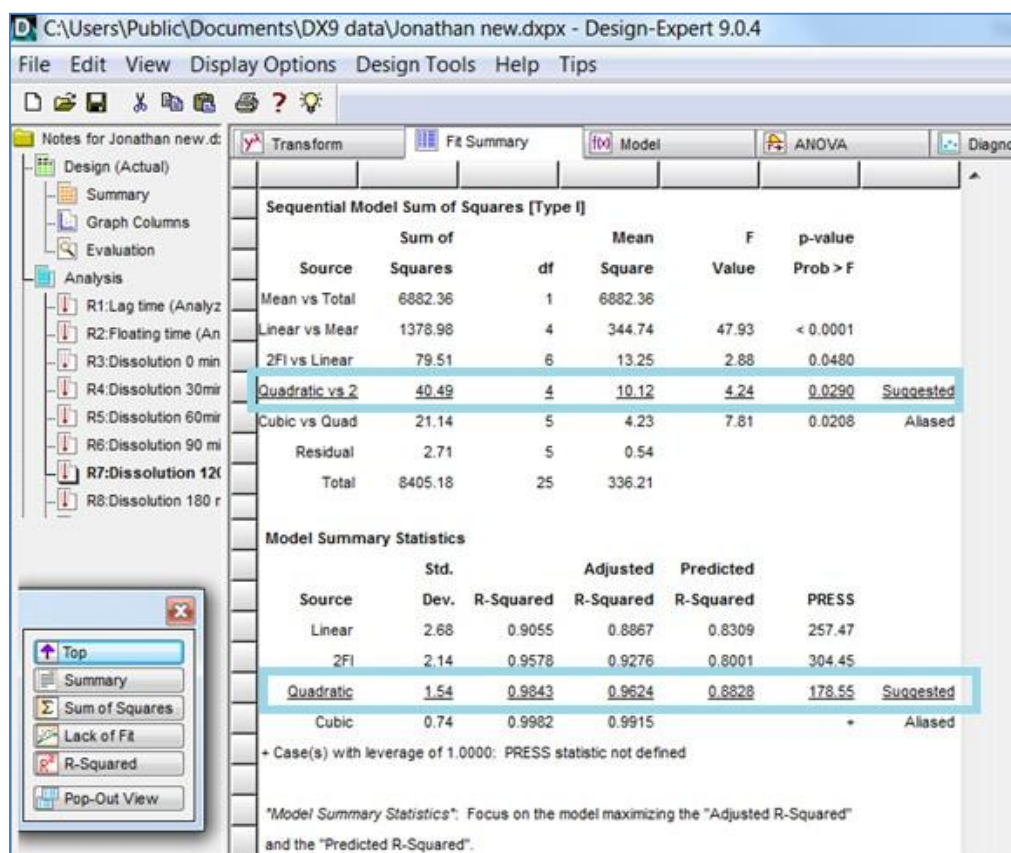 C:\Users\Public\Documents\DX9 data\Jonathan new.dxpx - Design-Expert 9.0.4
File Edit View Display Options Design Tools Help Tips
Notes for Jonathan new.d
Design (Actual)
Summary
Graph Columns
Evaluation
Analysis
R1:Lag time (Analyz
R2:Floating time (An
R3:Dissolution 0 min
R4:Dissolution 30mir
R5:Dissolution 60mir
R6:Dissolution 90 mi
R7:Dissolution 120
R8:Dissolution 180 r
Top
Summary
Σ Sum of Squares
Lack of Fit
R² R-Squared
Pop-Out View
yλ Transform Fit Summary f(x) Model ANOVA Diagno
Sequential Model Sum of Squares [Type I]
Sum of Mean F p-value
Source Squares df Square Value Prob > F
Mean vs Total 6882.36 1 6882.36
Linear vs Mear 1378.98 4 344.74 47.93 < 0.0001
2FI vs Linear 79.51 6 13.25 2.88 0.0480
Quadratic vs 2 40.49 4 10.12 4.24 0.0290 Suggested
Cubic vs Quad 21.14 5 4.23 7.81 0.0208 Aliased
Residual 2.71 5 0.54
Total 8405.18 25 336.21
Model Summary Statistics
Std. Adjusted Predicted
Source Dev. R-Squared R-Squared R-Squared PRESS
Linear 2.68 0.9055 0.8867 0.8309 257.47
2FI 2.14 0.9578 0.9276 0.8001 304.45
Quadratic 1.54 0.9843 0.9624 0.8828 178.55 Suggested
Cubic 0.74 0.9982 0.9915 + Aliased
+ Case(s) with leverage of 1.0000: PRESS statistic not defined
"Model Summary Statistics": Focus on the model maximizing the "Adjusted R-Squared"
and the "Predicted R-Squared".